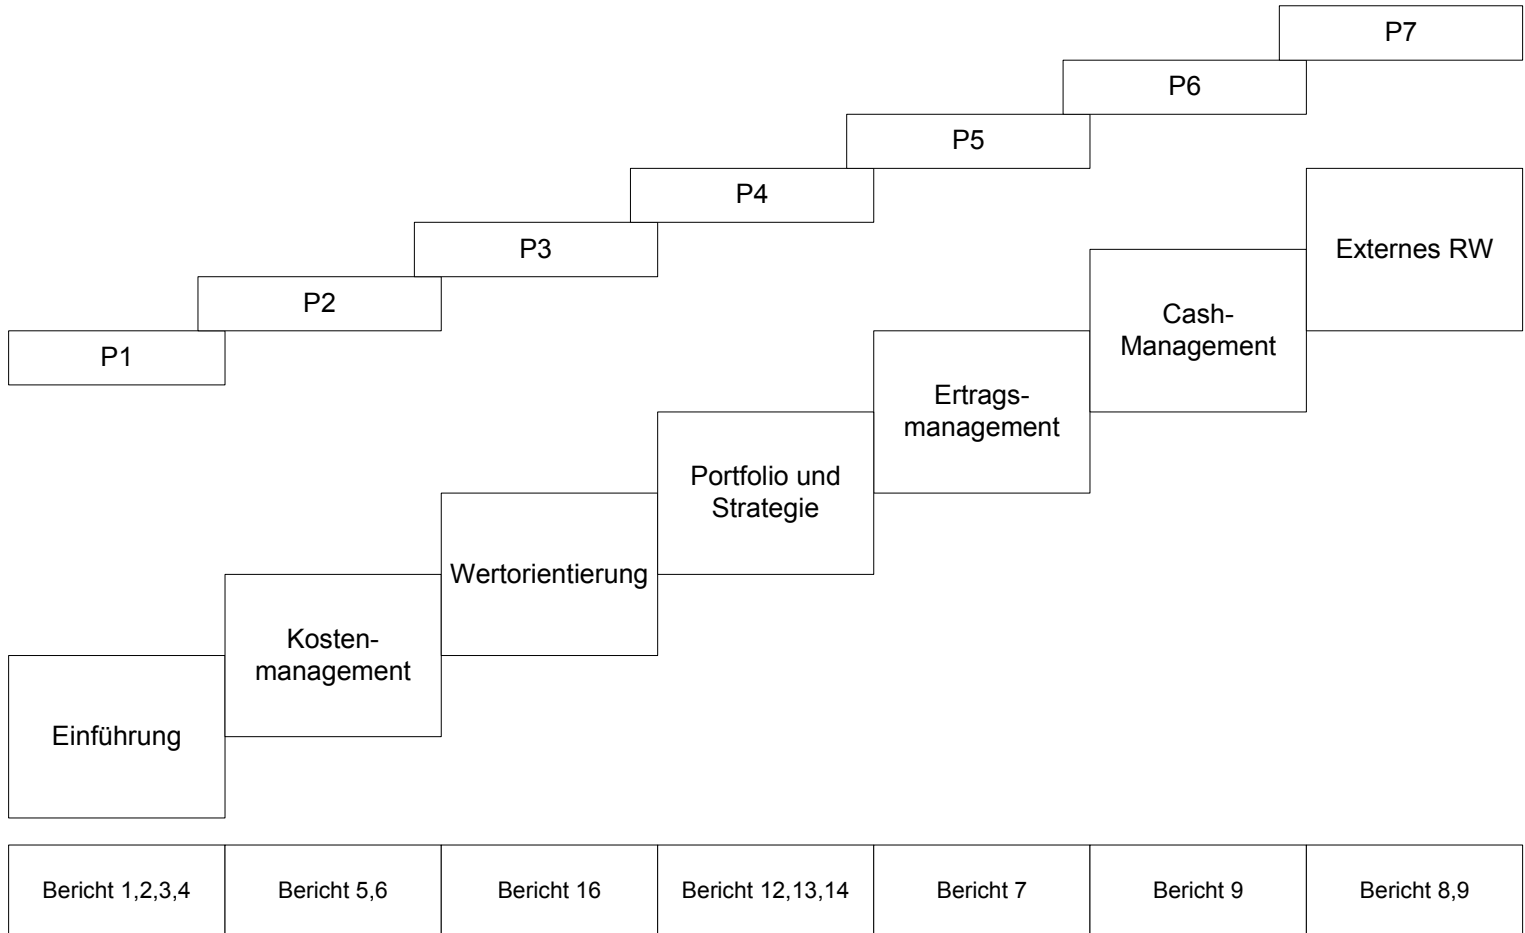 P7
P6
P5
P4
P3
P2
P1
Externes RW
Cash-
Management
Ertrags-
management
Portfolio und
Strategie
Wertorientierung
Kosten-
management
Einführung
Bericht 1,2,3,4
Bericht 5,6
Bericht 16
Bericht 12,13,14
Bericht 7
Bericht 9
Bericht 8,9